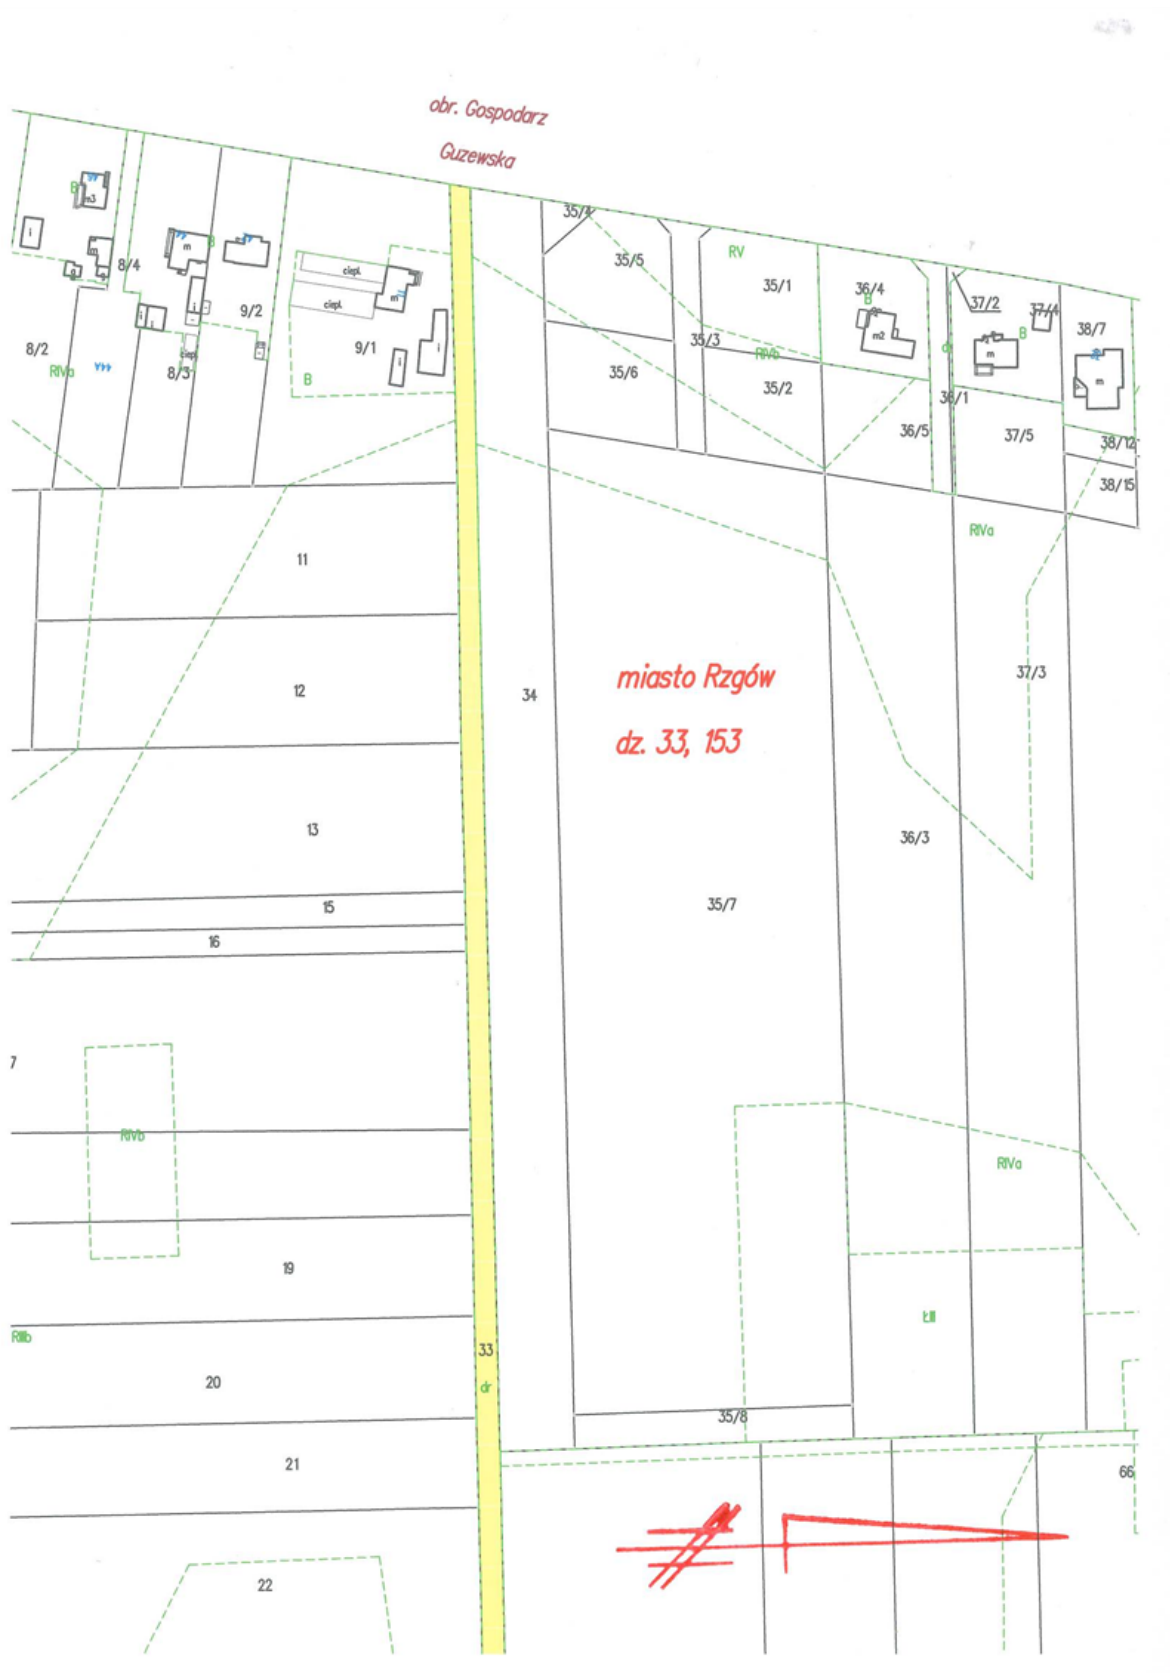 obr. Gospodarz
Guzewska
B
m3
i
m
g
g
8/4
m
B
i
i
i
ciepl.
8/2
RIVa
8/3
9/2
ciepl.
ciepl.
m
9/1
i
i
B
35/4
35/5
RV
35/1
35/3
RIVb
35/6
35/2
36/4
B
m2
dr
37/2
37/4
B
m
38/7
m
36/1
36/5
37/5
38/12
38/15
RIVa
11
12
34
miasto Rzgów
dz. 33, 153
37/3
13
36/3
15
35/7
16
7
RIVb
RIVa
19
ŁIII
RIIIb
33
20
dr
35/8
21
66
22